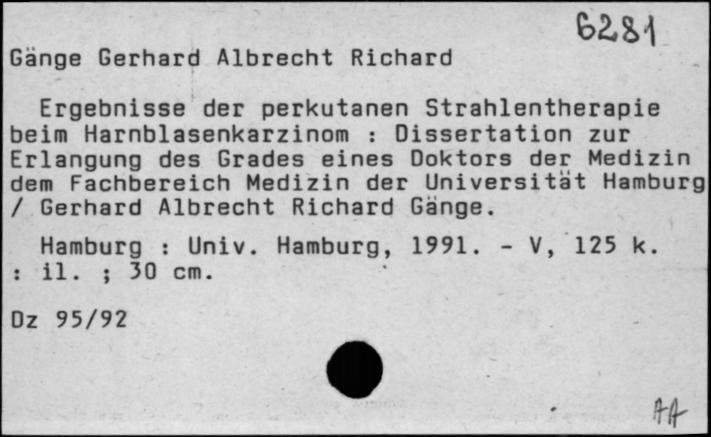 6281
Gänge Gerhard Albrecht Richard
Ergebnisse der perkutanen Strahlentherapie
beim Harnblasenkarzinom : Dissertation zur
Erlangung des Grades eines Doktors der Medizin
dem Fachbereich Medizin der Universität Hamburg
/ Gerhard Albrecht Richard Gänge.
Hamburg : Univ. Hamburg, 1991. - V, 125 k.
: il. ; 30 cm.
Dz 95/92
AA